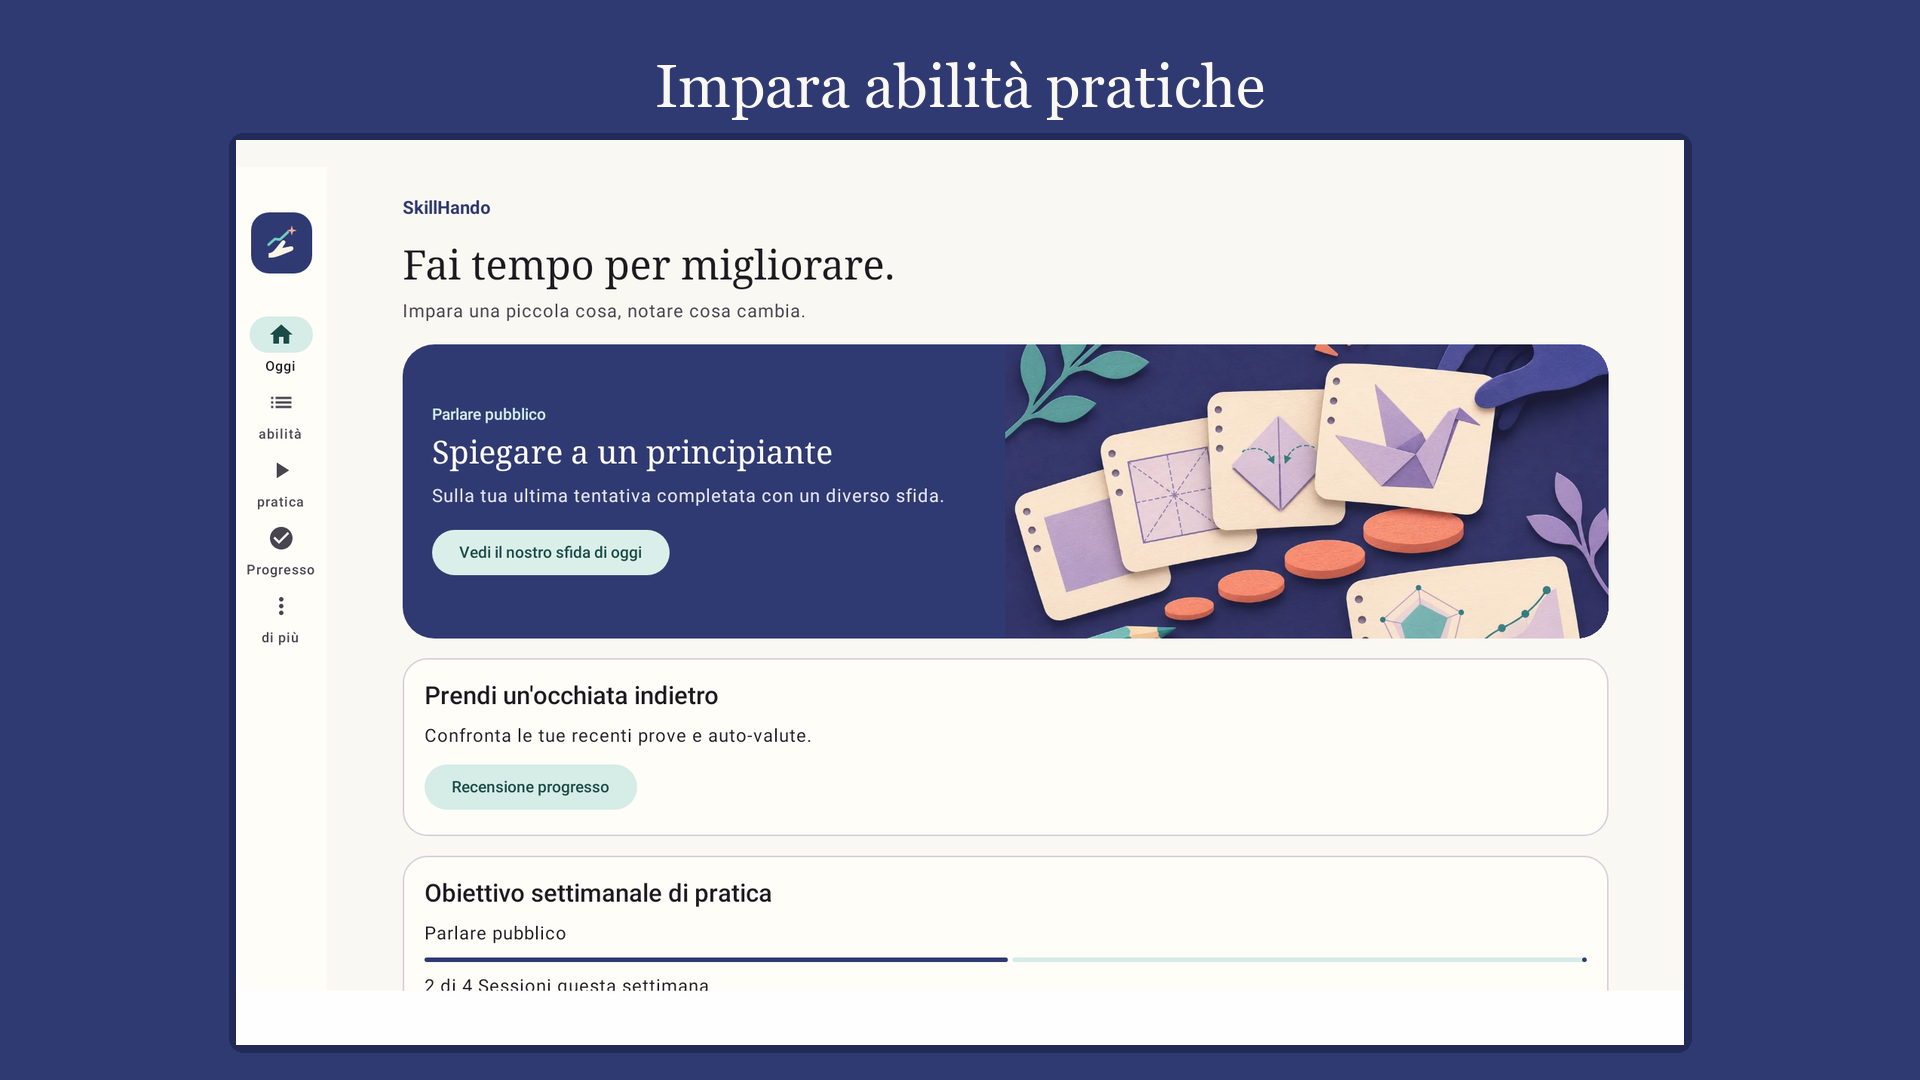 Impara abilità pratiche
SkillHando
Fai tempo per migliorare.
Impara una piccola cosa, notare cosa cambia.
Oggi
abilità
pratica
Progresso
di più
Parlare pubblico
Spiegare a un principiante
Sulla tua ultima tentativa completata con un diverso sfida.
Vedi il nostro sfida di oggi
Prendi un'occhiata indietro
Confronta le tue recenti prove e auto-valute.
Recensione progresso
Obiettivo settimanale di pratica
Parlare pubblico
2 di 4 Sessioni questa settimana